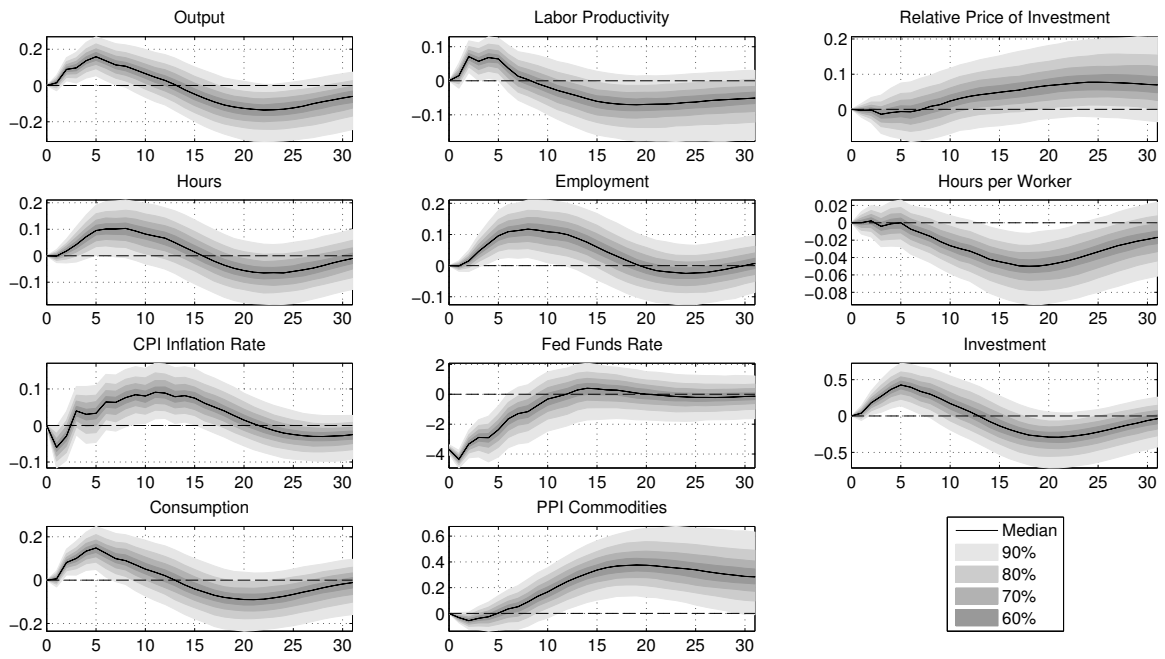 Output
0.2
0
−0.2
0 5 10 15 20 25 30
Labor Productivity
0.1
0
−0.1
0 5 10 15 20 25 30
Relative Price of Investment
0.2
0.1
0
0 5 10 15 20 25 30
Hours
0.2
0.1
0
−0.1
0 5 10 15 20 25 30
Employment
0.2
0.1
0
−0.1
0 5 10 15 20 25 30
Hours per Worker
0.02
0
−0.02
−0.04
−0.06
−0.08
0 5 10 15 20 25 30
CPI Inflation Rate
0.1
0
−0.1
0 5 10 15 20 25 30
Fed Funds Rate
2
0
−2
−4
0 5 10 15 20 25 30
Investment
0.5
0
−0.5
0 5 10 15 20 25 30
Consumption
0.2
0
−0.2
0 5 10 15 20 25 30
PPI Commodities
0.6
0.4
0.2
0
0 5 10 15 20 25 30
Median
90%
80%
70%
60%